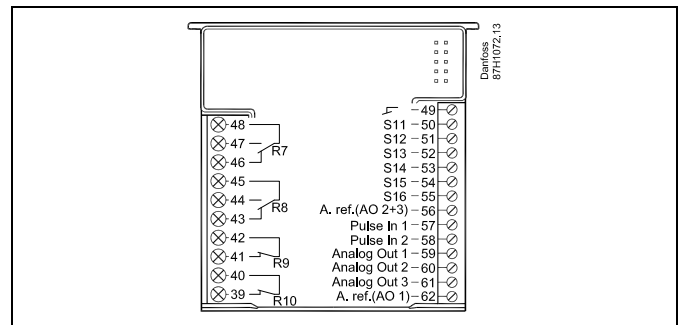 Danfoss
87H1072.13
48
47
46
R7
45
44
43
R8
42
41
R9
40
39
R10
49
S11 – 50
S12 – 51
S13 – 52
S14 – 53
S15 – 54
S16 – 55
A. ref.(AO 2+3) – 56
Pulse In 1 – 57
Pulse In 2 – 58
Analog Out 1 – 59
Analog Out 2 – 60
Analog Out 3 – 61
A. ref.(AO 1) – 62